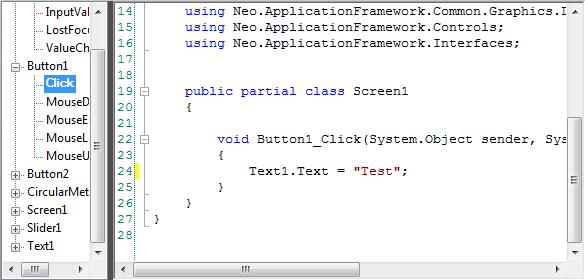 InputVal
LostFocu
ValueCh
Button1
Click
MouseD
MouseE
MouseL
MouseU
Button2
CircularMet
Screen1
Slider1
Text1
14 using Neo.ApplicationFramework.Common.Graphics.I
15 using Neo.ApplicationFramework.Controls;
16 using Neo.ApplicationFramework.Interfaces;
17
18
19 public partial class Screen1
20 {
21
22 void Button1_Click(System.Object sender, Sys
23 {
24 Text1.Text = "Test";
25 }
26 }
27 }
28